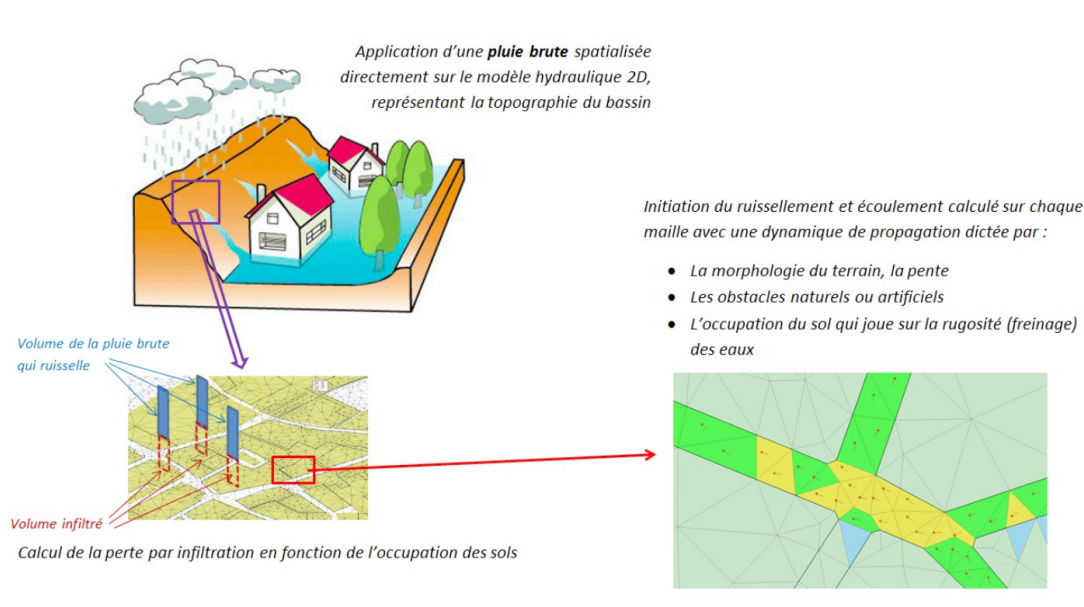 Application d’une pluie brute spatialisée
directement sur le modèle hydraulique 2D,
représentant la topographie du bassin
Initiation du ruissellement et écoulement calculé sur chaque
maille avec une dynamique de propagation dictée par :
• La morphologie du terrain, la pente
• Les obstacles naturels ou artificiels
• L’occupation du sol qui joue sur la rugosité (freinage)
des eaux
Volume de la pluie brute
qui ruisselle
Volume infiltré
Calcul de la perte par infiltration en fonction de l’occupation des sols